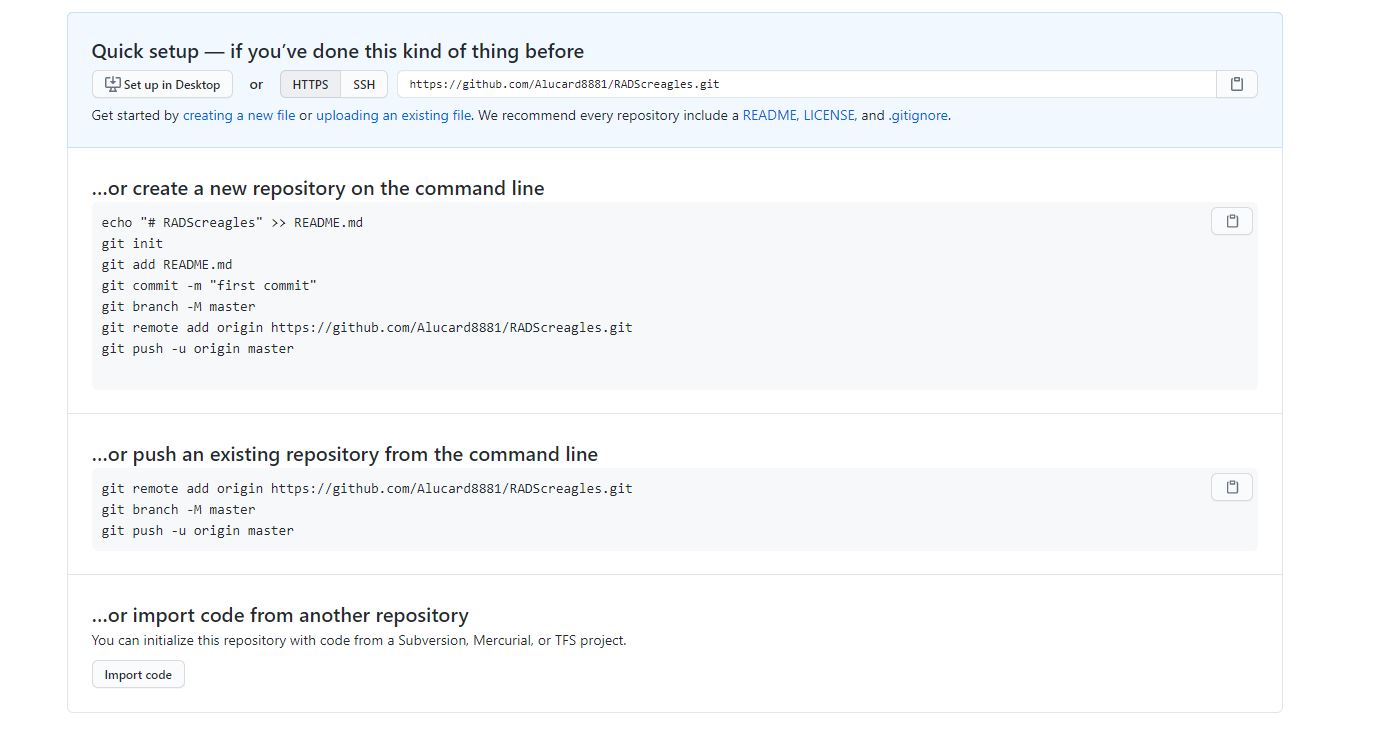 Quick setup — if you’ve done this kind of thing before
Set up in Desktop or HTTPS SSH https://github.com/Alucard8881/RADScreagles.git
Get started by creating a new file or uploading an existing file. We recommend every repository include a README, LICENSE, and .gitignore.
…or create a new repository on the command line
echo "# RADScreagles" >> README.md
git init
git add README.md
git commit -m "first commit"
git branch -M master
git remote add origin https://github.com/Alucard8881/RADScreagles.git
git push -u origin master
…or push an existing repository from the command line
git remote add origin https://github.com/Alucard8881/RADScreagles.git
git branch -M master
git push -u origin master
…or import code from another repository
You can initialize this repository with code from a Subversion, Mercurial, or TFS project.
Import code